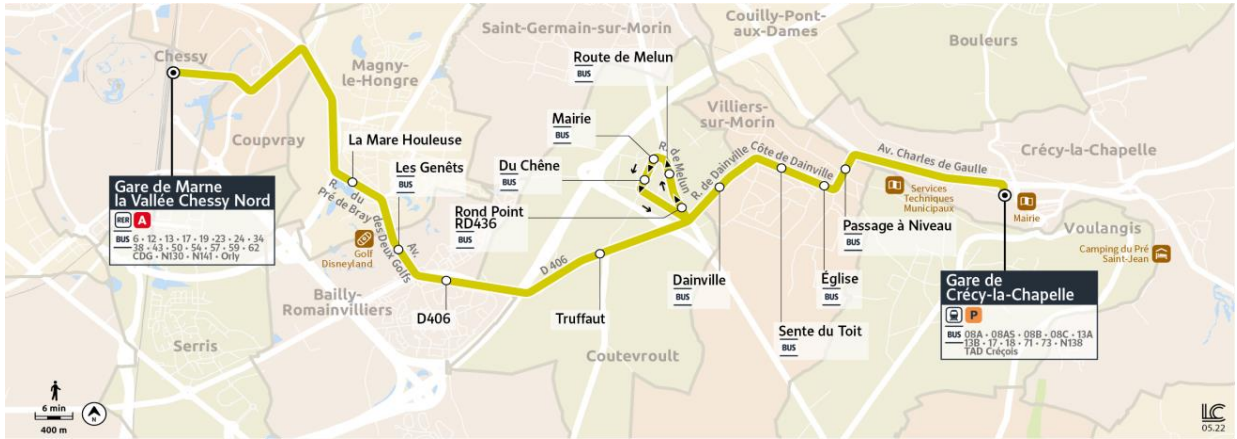 Saint-Germain-sur-Morin
Couilly-Pont-
aux-Dames
Bouleurs
Chessy
Magny-
le-Hongre
Coupvray
Route de Melun
BUS
Mairie
BUS
Villiers-
sur-Morin
La Mare Houleuse
Les Genêts
BUS
Du Chêne
BUS
R. de Melun
R. de Dainville
Côte de Dainville
Av. Charles de Gaulle
Crécy-la-Chapelle
Gare de Marne
la Vallée Chessy Nord
RER A
BUS 6 • 12 • 13 • 17 • 19 • 23 • 24 • 34
38 • 43 • 50 • 54 • 57 • 59 • 62
CDG • N130 • N141 • Orly
R. du
Pré de Bray
Av.
des Deux Golfs
Golf
Disneyland
Rond Point
RD436
BUS
Services
Techniques
Municipaux
Mairie
Passage à Niveau
BUS
Voulangis
Camping du Pré
Saint-Jean
D 406
Bailly-
Romainvilliers
D406
Truffaut
Dainville
BUS
Église
BUS
Sente du Toit
BUS
Gare de
Crécy-la-Chapelle
P
BUS 08A • 08AS • 08B • 08C • 13A
13B • 17 • 18 • 71 • 73 • N138
TAD Créçois
Serris
Coutevroult
6 min
400 m
N
LC
05.22